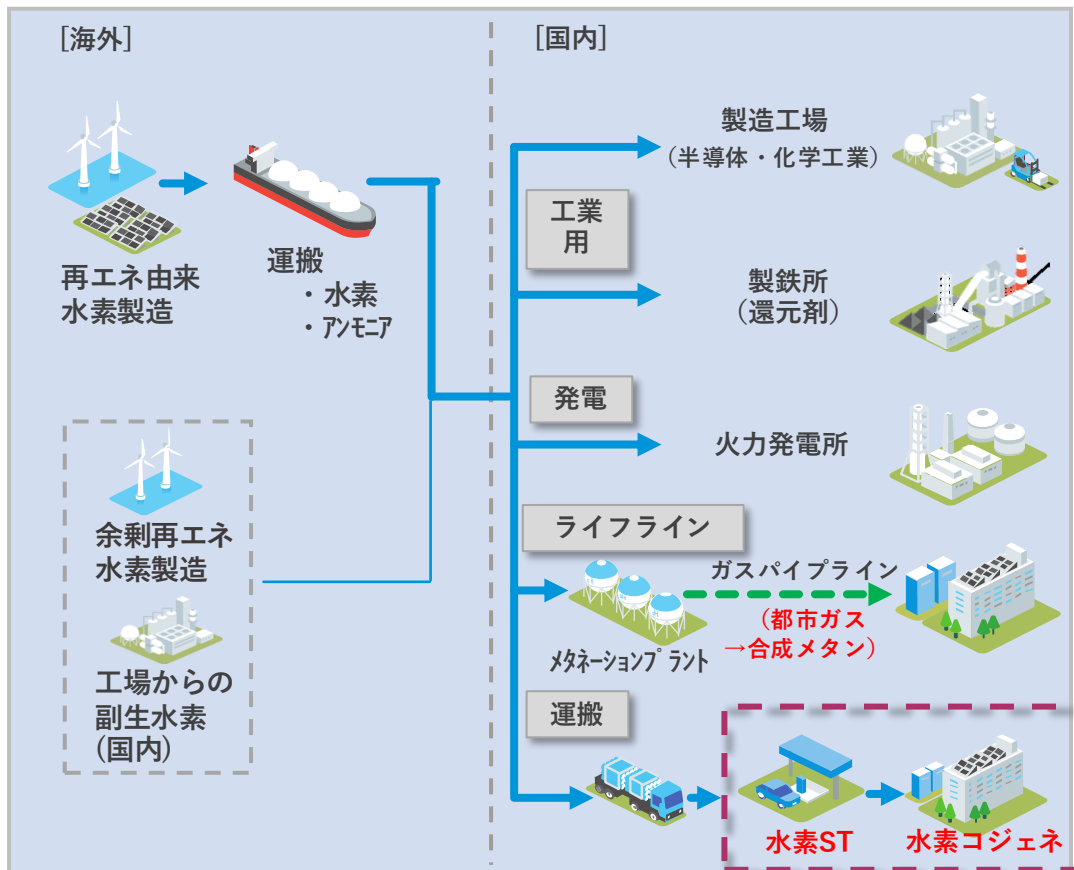 [海外]
再エネ由来
水素製造
運搬
・水素
・ｱﾝﾓﾆｱ
余剰再エネ
水素製造
工場からの
副生水素
(国内)
[国内]
製造工場
(半導体・化学工業)
工業
用
製鉄所
(還元剤)
発電
火力発電所
ライフライン
ガスパイプライン
(都市ガス
→合成メタン)
ﾒﾀﾈｰｼｮﾝﾌﾟﾗﾝﾄ
運搬
水素ST
水素コジェネ